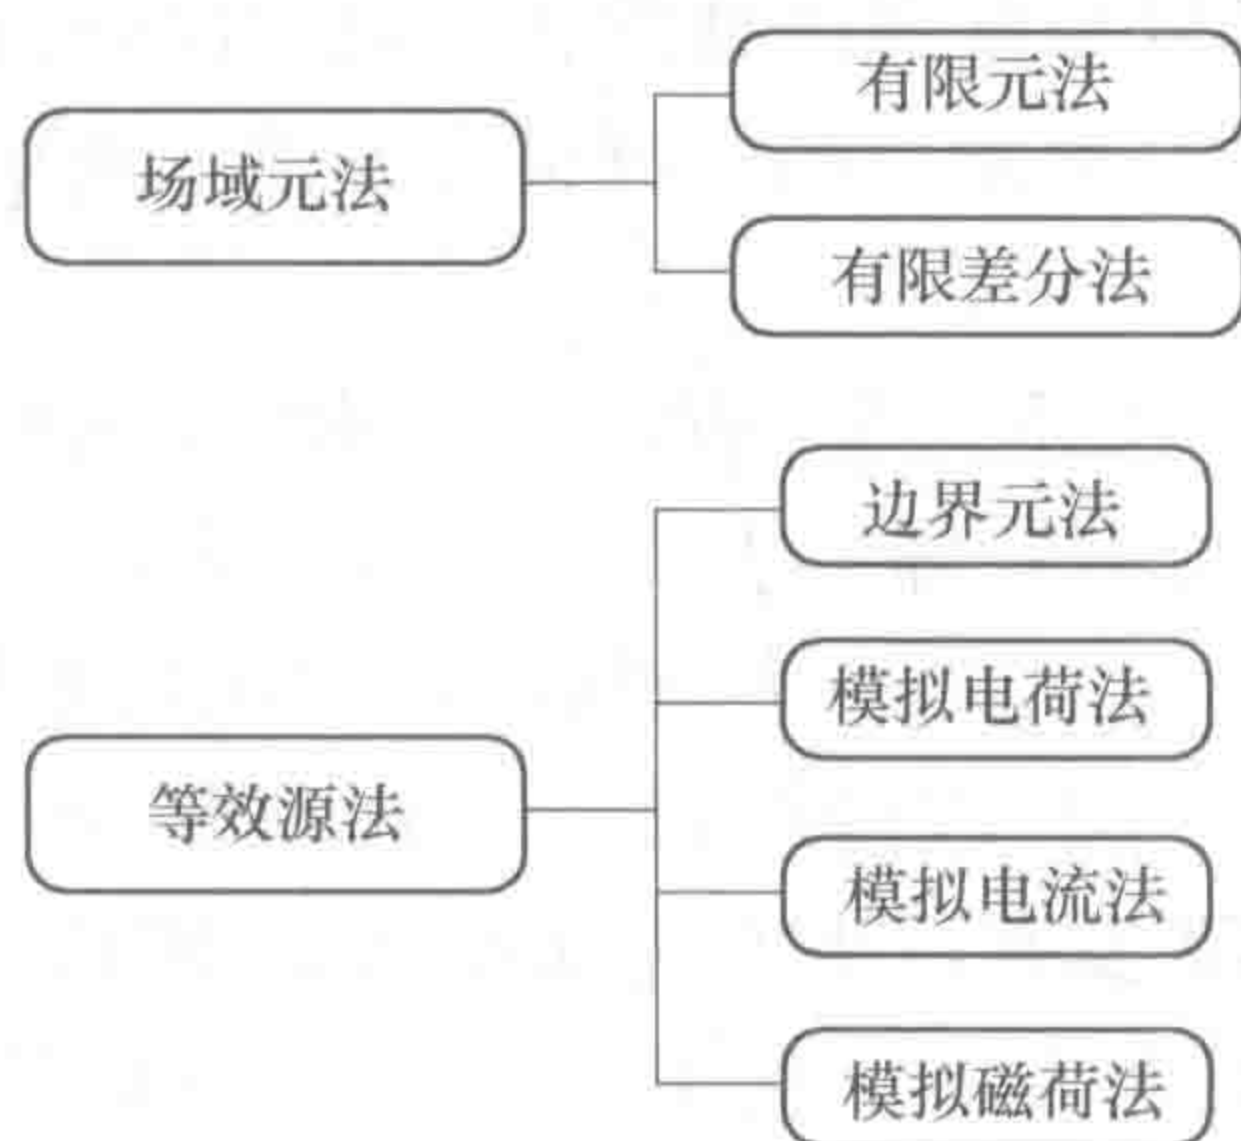 场域元法
有限元法
有限差分法
等效源法
边界元法
模拟电荷法
模拟电流法
模拟磁荷法